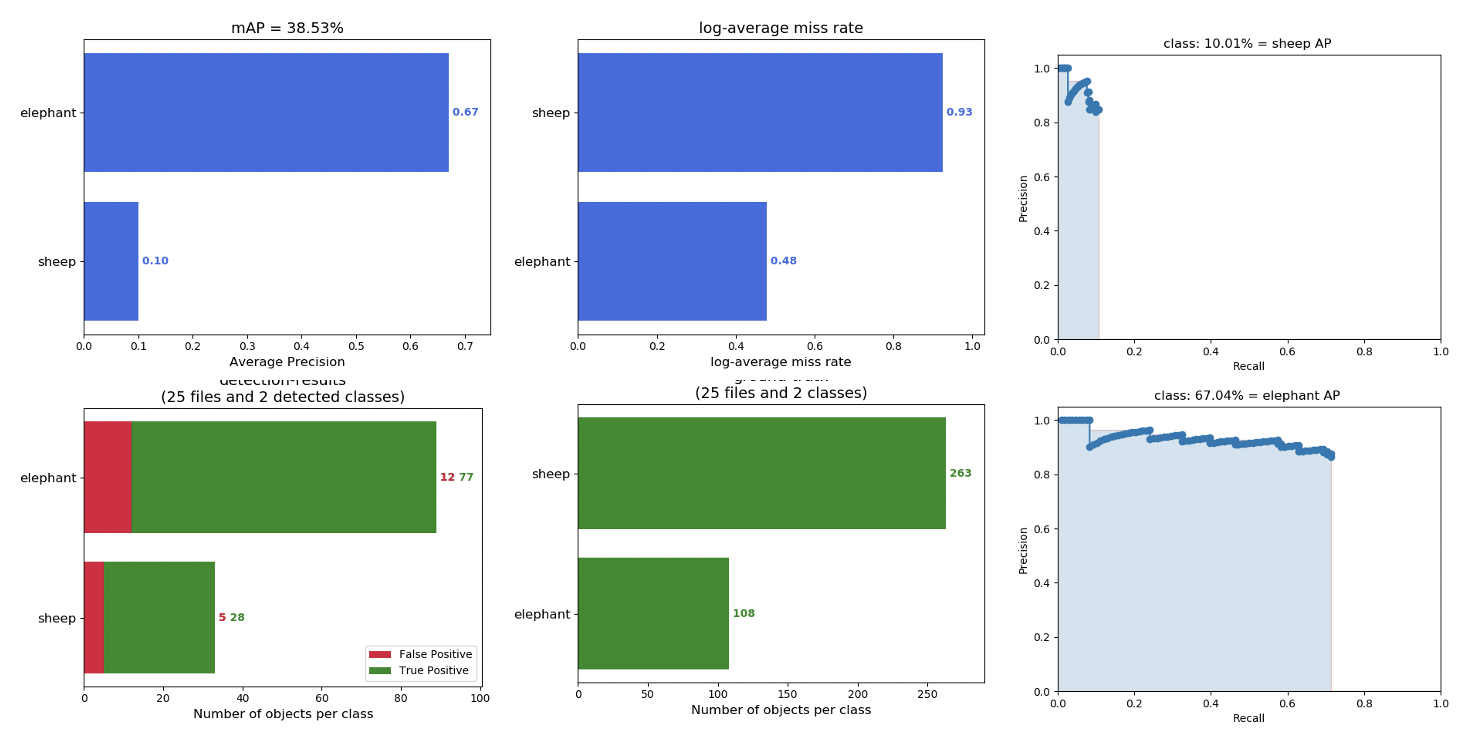 mAP = 38.53%
elephant
0.67
sheep
0.10
0.0 0.1 0.2 0.3 0.4 0.5 0.6 0.7
Average Precision
log-average miss rate
sheep
0.93
elephant
0.48
0.0 0.2 0.4 0.6 0.8 1.0
log-average miss rate
class: 10.01% = sheep AP
1.0
0.8
0.6
0.4
0.2
0.0
Precision
0.0 0.2 0.4 0.6 0.8 1.0
Recall
detection-results
(25 files and 2 detected classes)
elephant
12 77
sheep
5 28
False Positive
True Positive
0 20 40 60 80 100
Number of objects per class
(25 files and 2 classes)
sheep
263
elephant
108
0 50 100 150 200 250
Number of objects per class
class: 67.04% = elephant AP
1.0
0.8
0.6
0.4
0.2
0.0
Precision
0.0 0.2 0.4 0.6 0.8 1.0
Recall